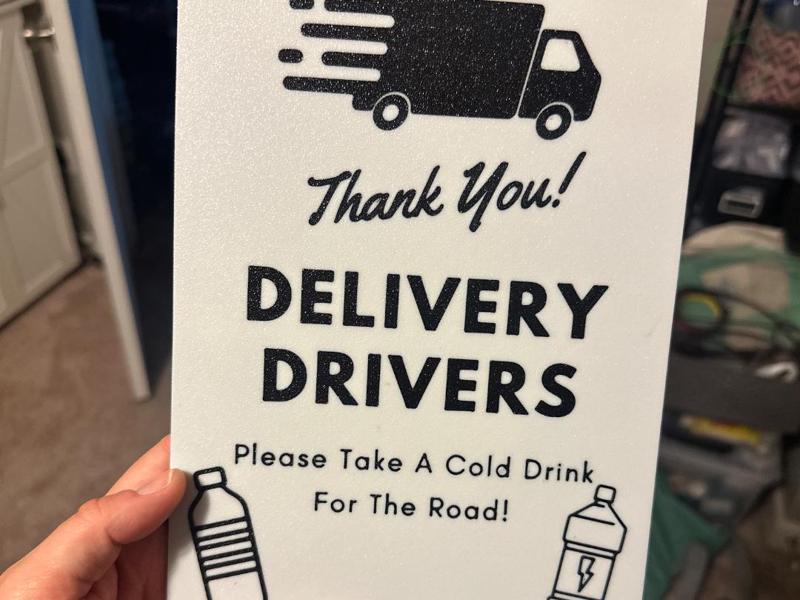 Thank You!
DELIVERY
DRIVERS
Please Take A Cold Drink
For The Road!